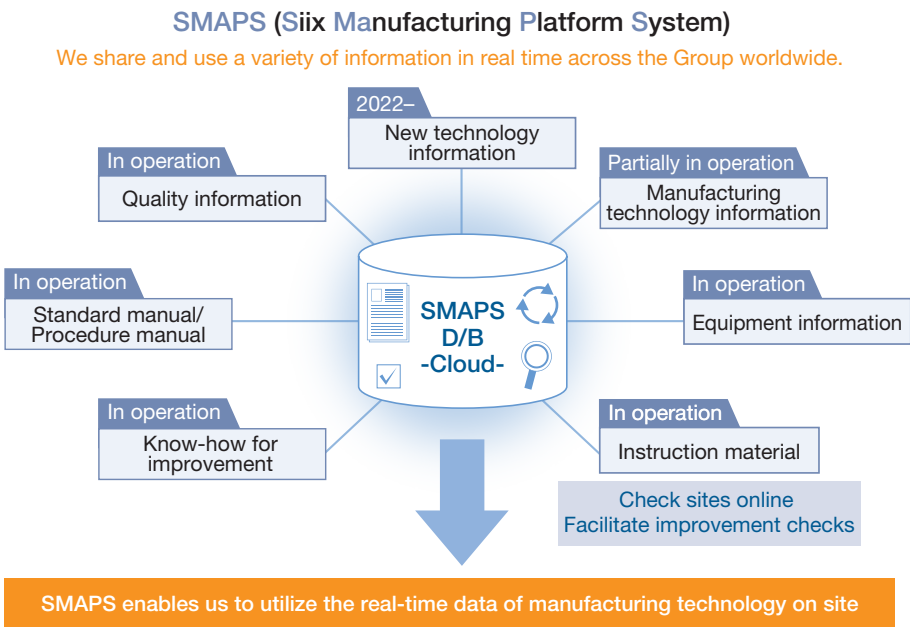 SMAPS (Siix Manufacturing Platform System)
We share and use a variety of information in real time across the Group worldwide.
2022–
New technology
information
In operation
Quality information
Partially in operation
Manufacturing
technology information
In operation
Standard manual/
Procedure manual
SMAPS
D/B
-Cloud-
In operation
Equipment information
In operation
Know-how for
improvement
In operation
Instruction material
Check sites online
Facilitate improvement checks
SMAPS enables us to utilize the real-time data of manufacturing technology on site